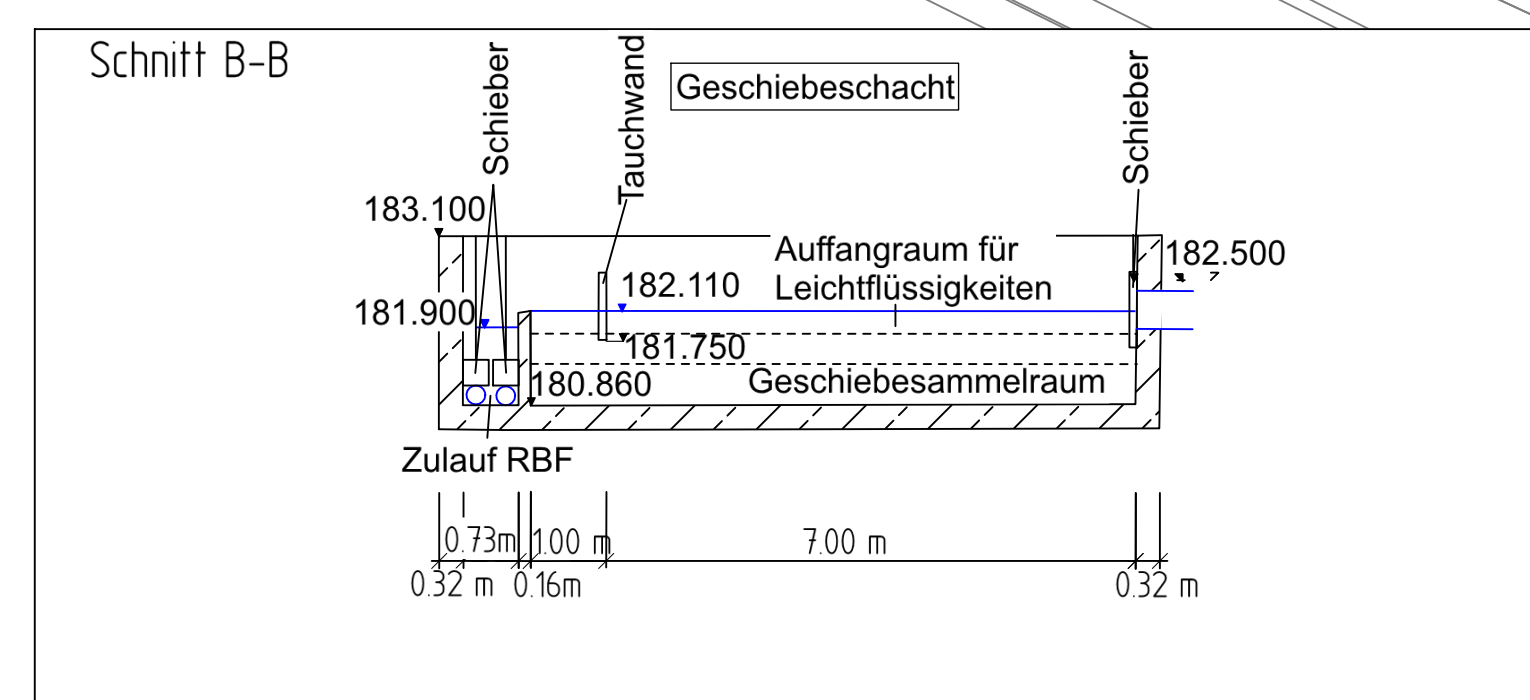 Schnitt B-B
Schieber
Tauchwand
Geschiebeschacht
Schieber
183.100
Auffangraum für
Leichtflüssigkeiten
182.500
182.110
181.900
181.750
180.860
Geschiebesammelraum
Zulauf RBF
0.73m
1.00 m
7.00 m
0.32 m
0.16m
0.32 m